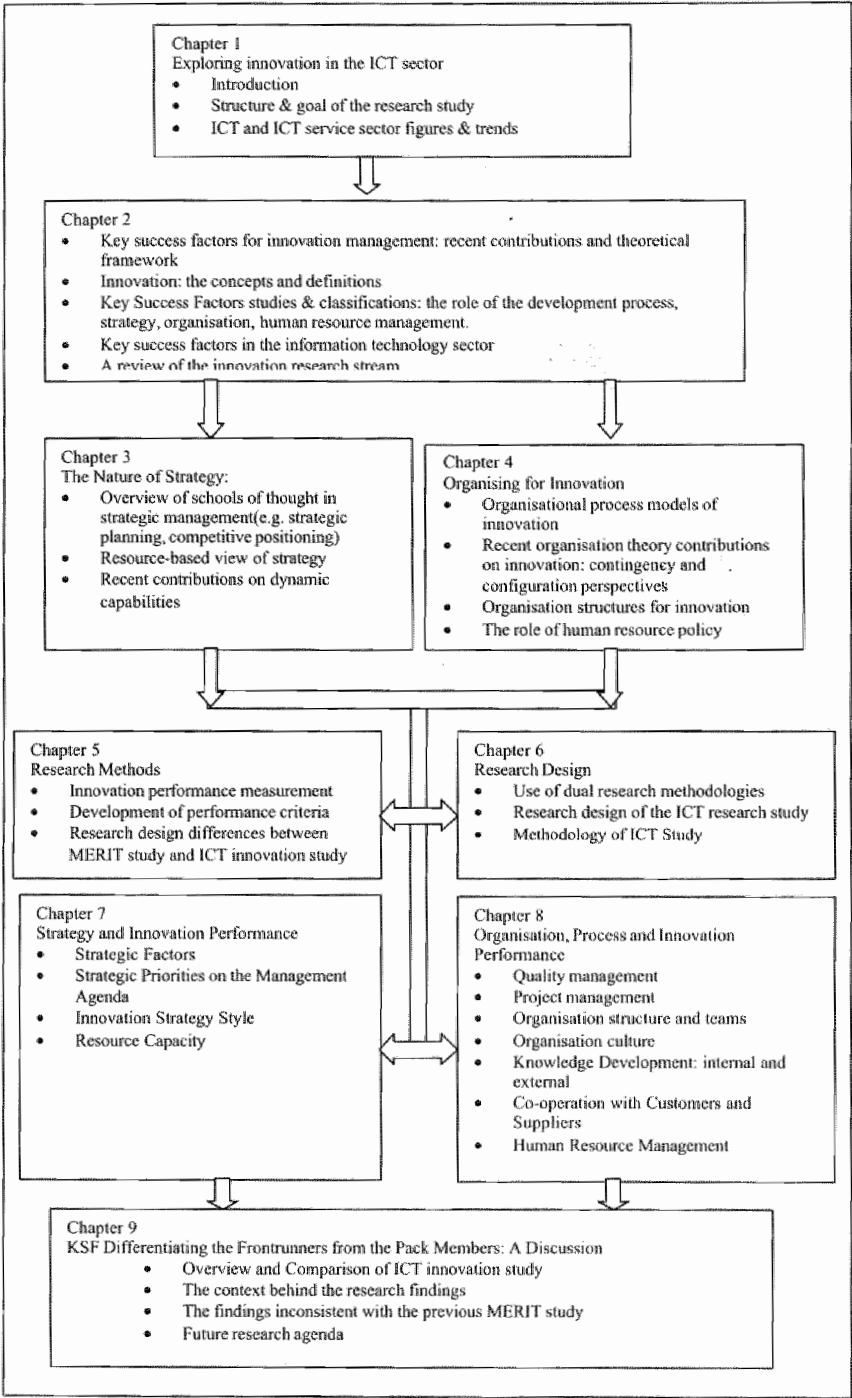 Chapter 1
Exploring innovation in the ICT sector
• Introduction
• Structure & goal of the research study
• ICT and ICT service sector figures & trends
Chapter 2
• Key success factors for innovation management: recent contributions and theoretical
framework
• Innovation: the concepts and definitions
• Key Success Factors studies & classifications: the role of the development process,
strategy, organisation, human resource management.
• Key success factors in the information technology sector
• A review of the innovation research stream
Chapter 3
The Nature of Strategy:
• Overview of schools of thought in
strategic management(e.g. strategic
planning, competitive positioning)
• Resource-based view of strategy
• Recent contributions on dynamic
capabilities
Chapter 4
Organising for Innovation
• Organisational process models of
innovation
• Recent organisation theory contributions
on innovation: contingency and
configuration perspectives
• Organisation structures for innovation
• The role of human resource policy
Chapter 5
Research Methods
• Innovation performance measurement
• Development of performance criteria
• Research design differences between
MERIT study and ICT innovation study
Chapter 6
Research Design
• Use of dual research methodologies
• Research design of the ICT research study
• Methodology of ICT Study
Chapter 7
Strategy and Innovation Performance
• Strategic Factors
• Strategic Priorities on the Management
Agenda
• Innovation Strategy Style
• Resource Capacity
Chapter 8
Organisation, Process and Innovation
Performance
• Quality management
• Project management
• Organisation structure and teams
• Organisation culture
• Knowledge Development: internal and
external
• Co-operation with Customers and
Suppliers
• Human Resource Management
Chapter 9
KSF Differentiating the Frontrunners from the Pack Members: A Discussion
• Overview and Comparison of ICT innovation study
• The context behind the research findings
• The findings inconsistent with the previous MERIT study
• Future research agenda